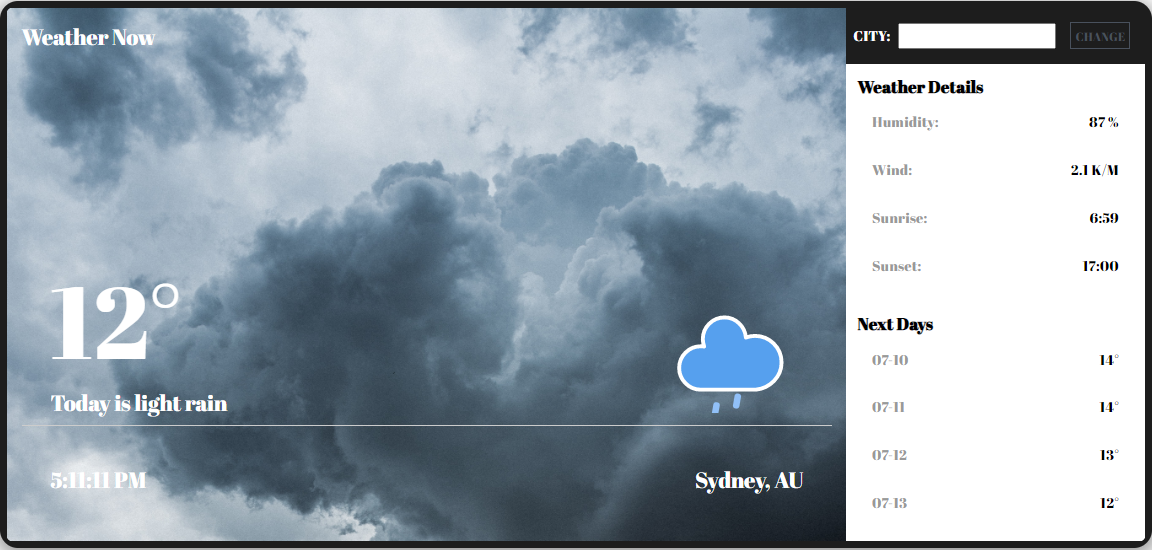 Weather Now
12°
Today is light rain
5:11:11 PM
Sydney, AU
CITY:
CHANGE
Weather Details
Humidity: 87 %
Wind: 2.1 K/M
Sunrise: 6:59
Sunset: 17:00
Next Days
07-10 14°
07-11 14°
07-12 13°
07-13 12°